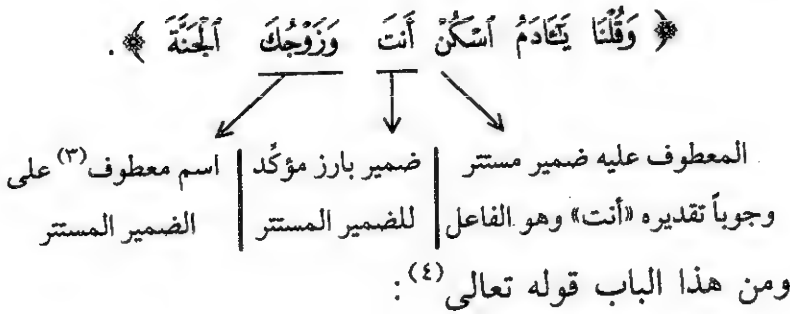 ﴿ وَقُلْنَا يَـَٰٓـَٔادَمُ ٱسْكُنْ أَنتَ وَزَوْجُكَ ٱلْجَنَّةَ ﴾.
المعطوف عليه ضمير مستتر | ضمير بارز مؤكِّد | اسم معطوف(٣) على
وجوباً تقديره «أنت» وهو الفاعل | للضمير المستتر | الضمير المستتر
ومن هذا الباب قوله تعالى(٤):